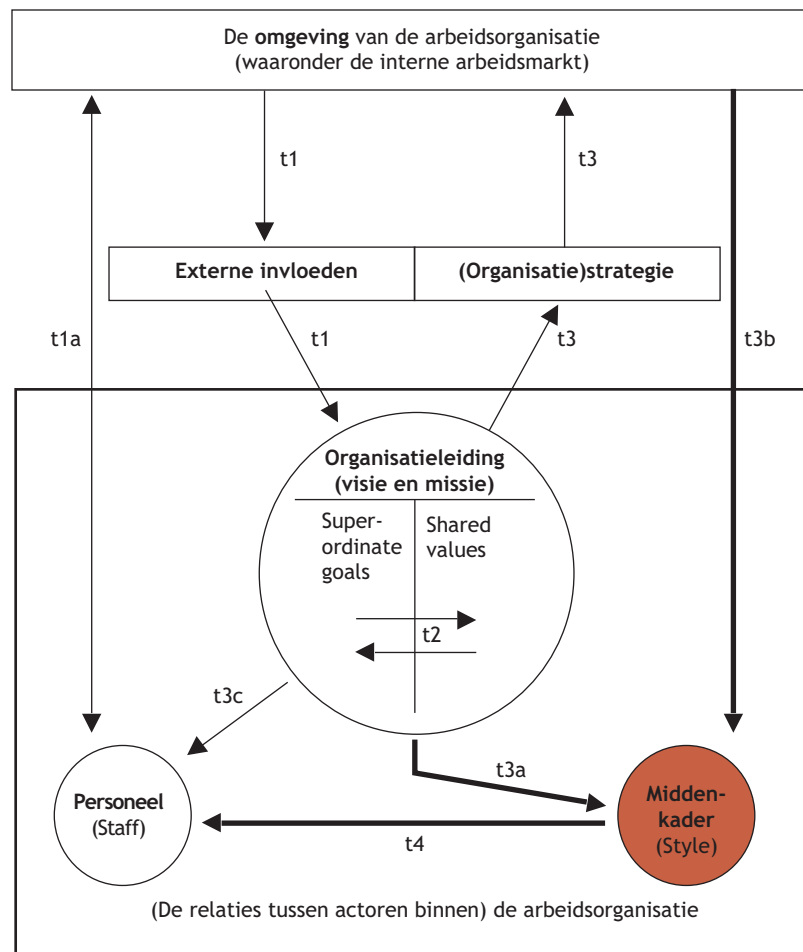 De omgeving van de arbeidsorganisatie
(waaronder de interne arbeidsmarkt)
t1
t3
Externe invloeden
(Organisatie)strategie
t1a
t1
t3
t3b
Organisatieleiding
(visie en missie)
Super-
ordinate
goals
Shared
values
t2
t3c
t3a
Personeel
(Staff)
Midden-
kader
(Style)
t4
(De relaties tussen actoren binnen) de arbeidsorganisatie